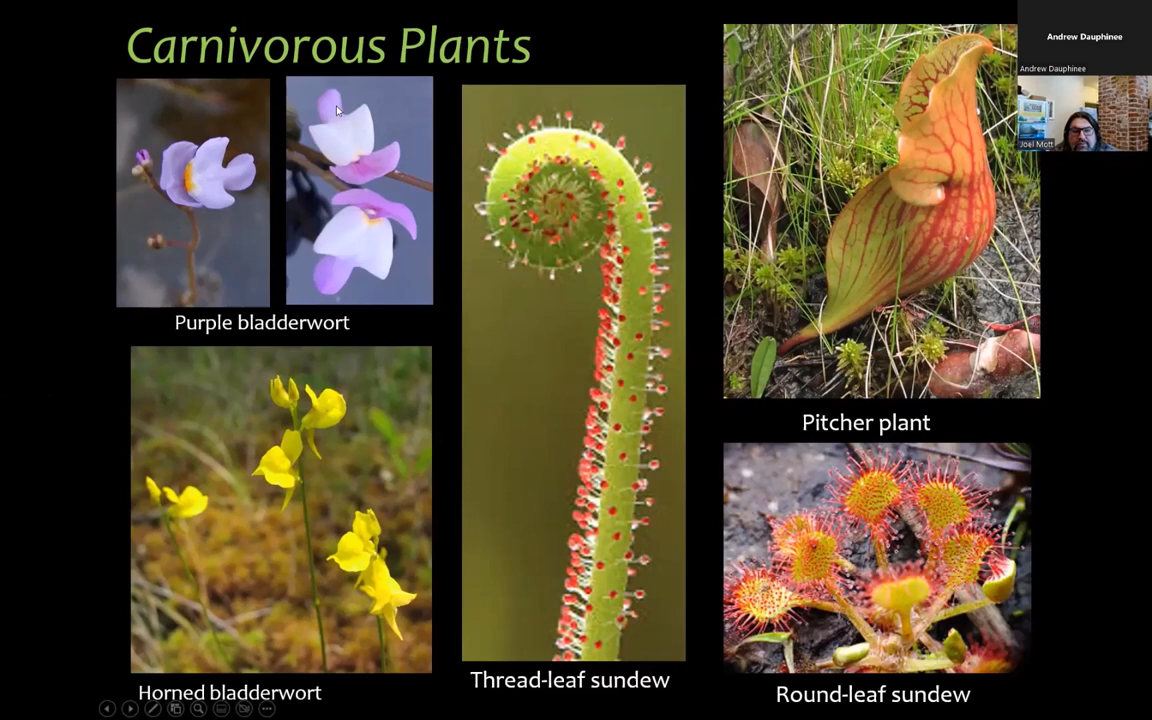 Carnivorous Plants
Andrew Dauphinee
Andrew Dauphinee
Joel Mott
Purple bladderwort
Pitcher plant
Horned bladderwort
Thread-leaf sundew
Round-leaf sundew